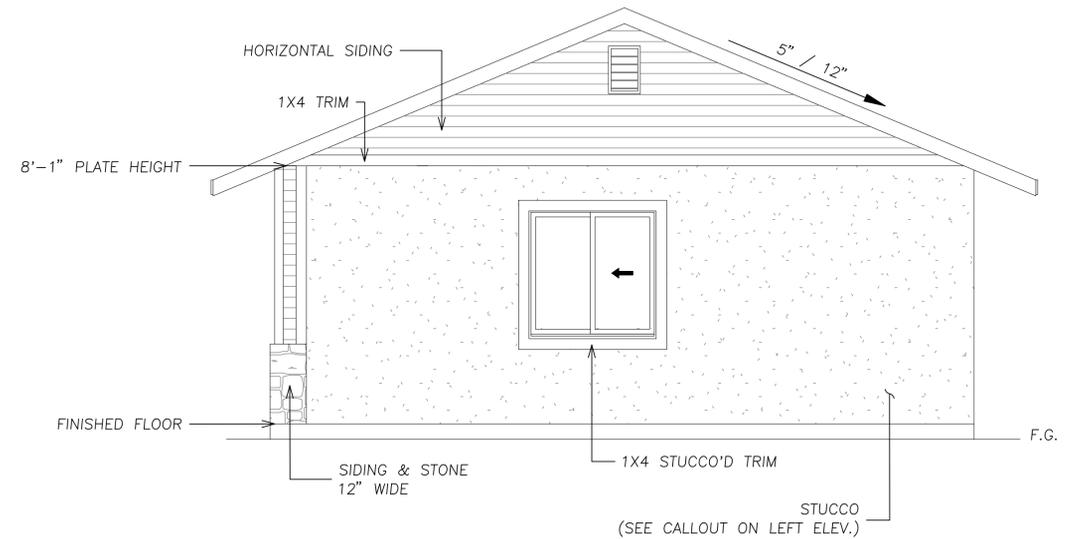 HORIZONTAL SIDING
5" / 12"
1X4 TRIM
8'-1" PLATE HEIGHT
FINISHED FLOOR
F.G.
SIDING & STONE
12" WIDE
1X4 STUCCO'D TRIM
STUCCO
(SEE CALLOUT ON LEFT ELEV.)